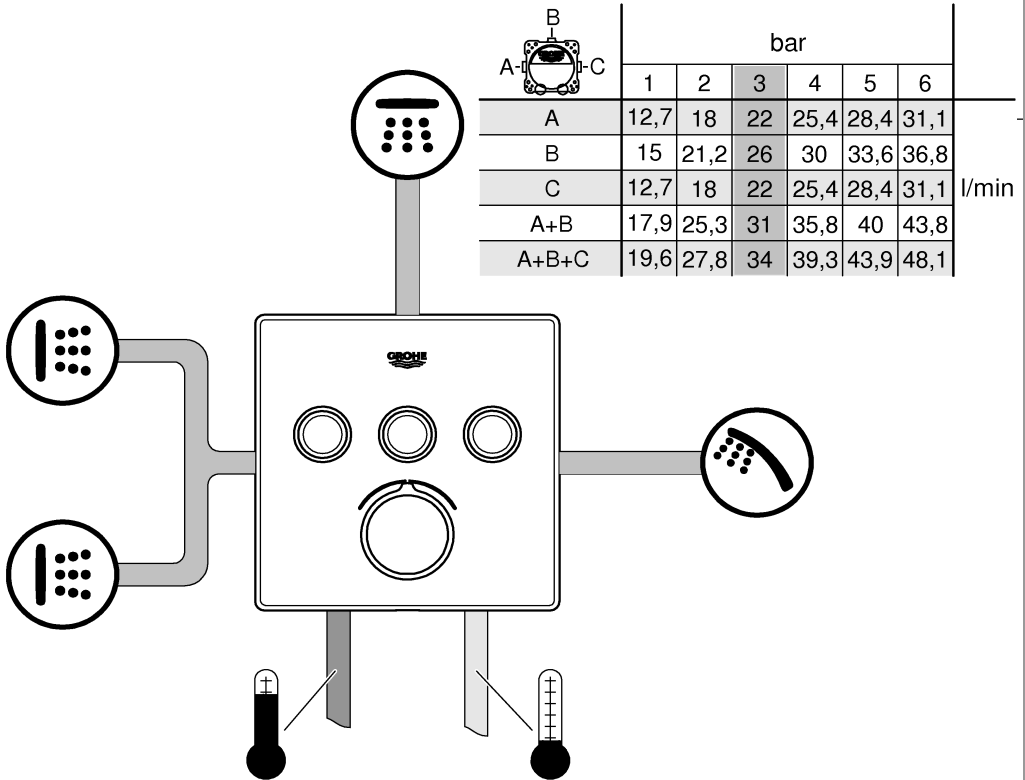 B
bar
A C
1 2 3 4 5 6
A 12,7 18 22 25,4 28,4 31,1
B 15 21,2 26 30 33,6 36,8
C 12,7 18 22 25,4 28,4 31,1 l/min
A+B 17,9 25,3 31 35,8 40 43,8
A+B+C 19,6 27,8 34 39,3 43,9 48,1
GROHE